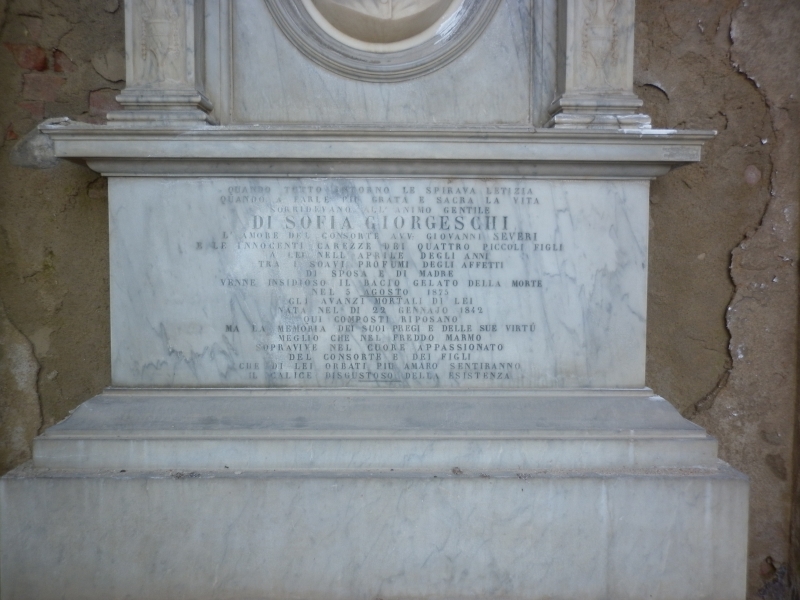 QUANDO TUTTO INTORNO LE SPIRAVA LETIZIA
QUANDO A FARLE PIÙ GRATA E SACRA LA VITA
SORRIDEVANO ALL'ANIMO GENTILE
DI SOFIA GIORGESCHI
L'AMORE DEL CONSORTE AVV. GIOVANNI SEVERI
E LE INNOCENTI CAREZZE DEI QUATTRO PICCOLI FIGLI
A LEI NELL'APRILE DEGLI ANNI
TRA I SOAVI PROFUMI DEGLI AFFETTI
DI SPOSA E DI MADRE
VENNE INSIDIOSO IL BACIO GELATO DELLA MORTE
NEL 5 AGOSTO 1875
GLI AVANZI MORTALI DI LEI
NATA NEL DÌ 22 GENNAIO 1842
QUI COMPOSTI RIPOSANO
MA LA MEMORIA DEI SUOI PREGI E DELLE SUE VIRTÙ
MEGLIO CHE NEL FREDDO MARMO
SOPRAVIVE NEL CUORE APPASSIONATO
DEL CONSORTE E DEI FIGLI
CHE DI LEI ORBATI PIÙ AMARO SENTIRANNO
IL CALICE DISGUSTOSO DELLA ESISTENZA